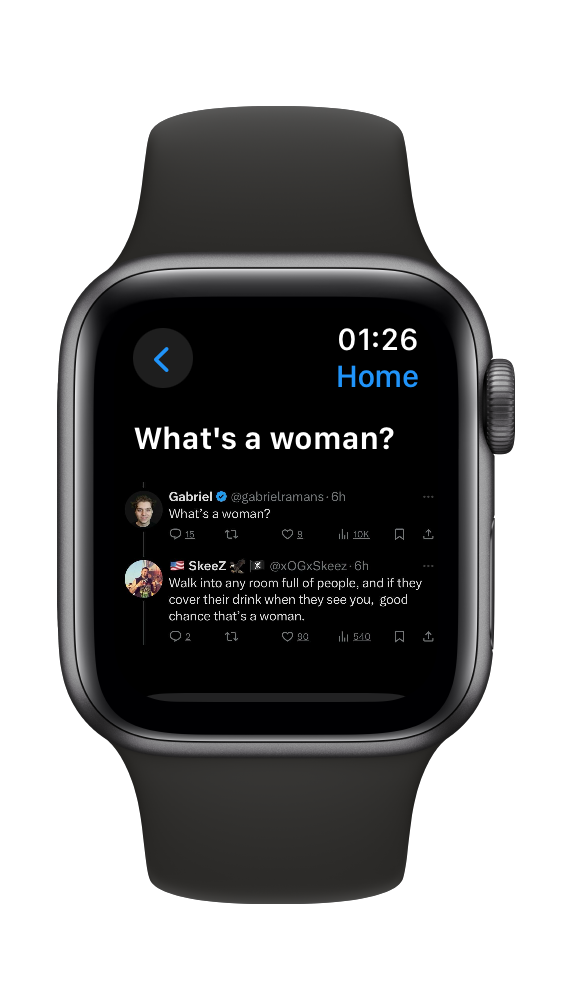 01:26
Home
What's a woman?
Gabriel @gabrielramans · 6h ···
What's a woman?
15 9 10K
🇺🇸 SkeeZ @xOGxSkeez · 6h ···
Walk into any room full of people, and if they
cover their drink when they see you, good
chance that's a woman.
2 90 540